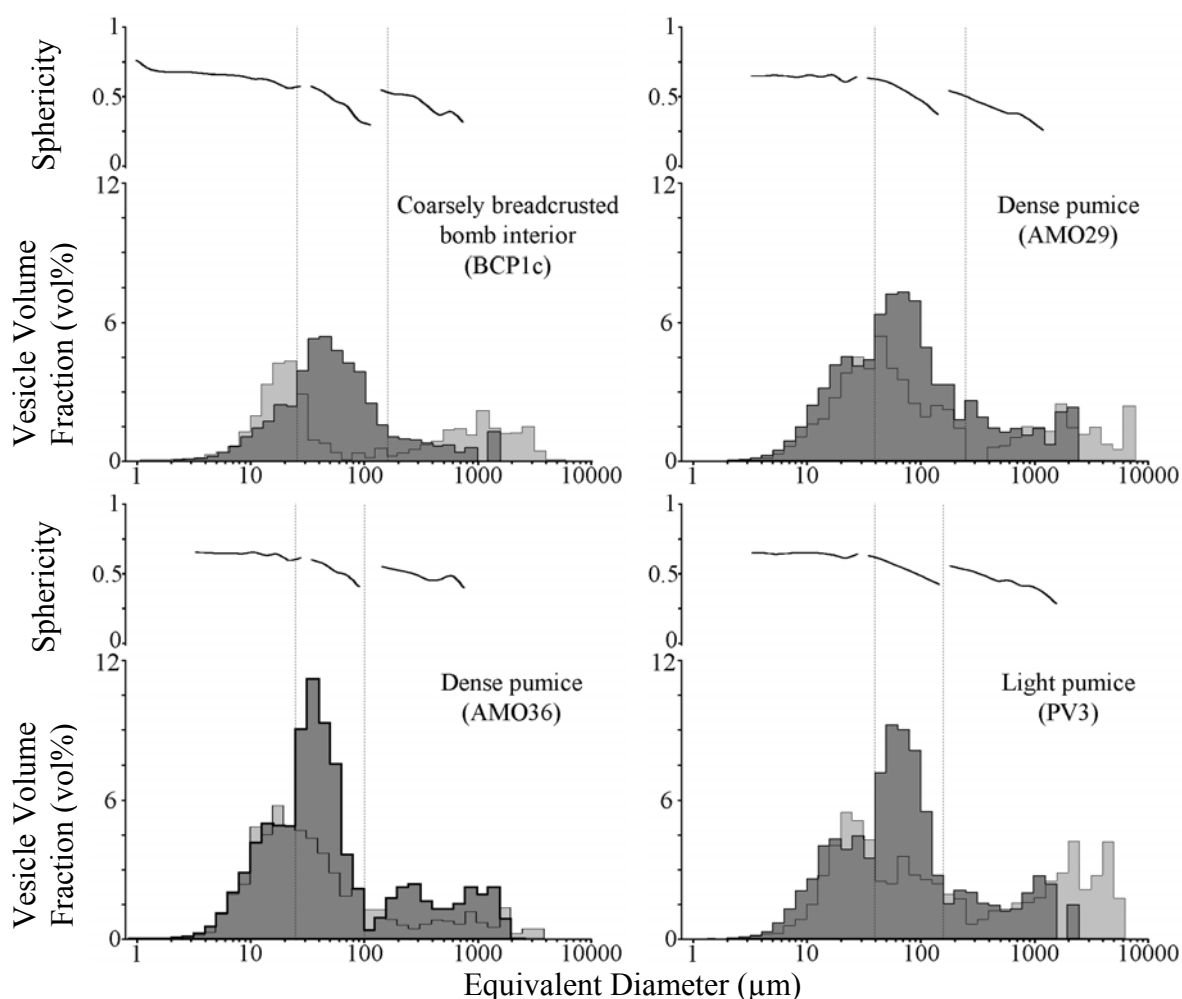 Sphericity
1
0.5
0
Vesicle Volume
Fraction (vol%)
12
6
0
Coarsely breadcrusted
bomb interior
(BCP1c)
1 10 100 1000 10000
1
0.5
0
12
6
0
Dense pumice
(AMO29)
1 10 100 1000 10000
Sphericity
1
0.5
0
Vesicle Volume
Fraction (vol%)
12
6
0
Dense pumice
(AMO36)
1 10 100 1000 10000
1
0.5
0
12
6
0
Light pumice
(PV3)
1 10 100 1000 10000
Equivalent Diameter (µm)